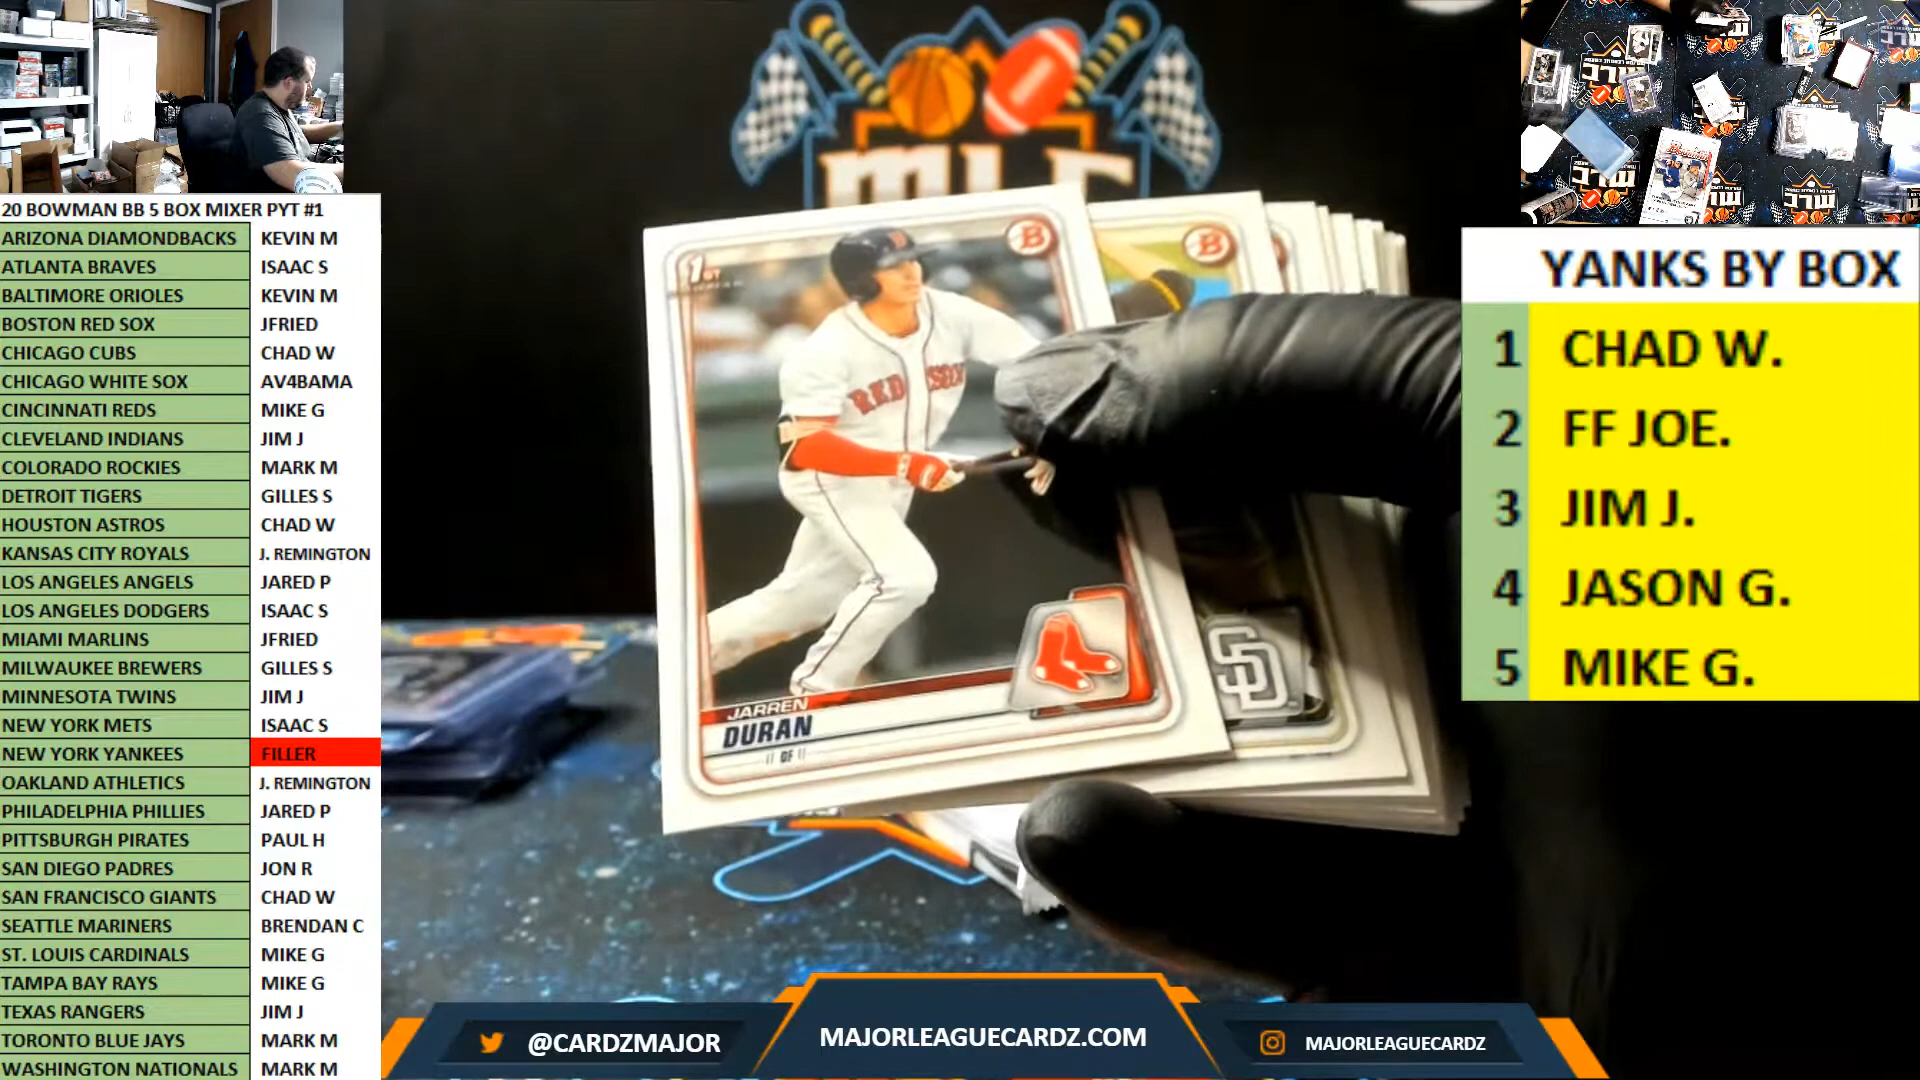 20 BOWMAN BB 5 BOX MIXER PYT #1
ARIZONA DIAMONDBACKS KEVIN M
ATLANTA BRAVES ISAAC S
BALTIMORE ORIOLES KEVIN M
BOSTON RED SOX JFRIED
CHICAGO CUBS CHAD W
CHICAGO WHITE SOX AV4BAMA
CINCINNATI REDS MIKE G
CLEVELAND INDIANS JIM J
COLORADO ROCKIES MARK M
DETROIT TIGERS GILLES S
HOUSTON ASTROS CHAD W
KANSAS CITY ROYALS J. REMINGTON
LOS ANGELES ANGELS JARED P
LOS ANGELES DODGERS ISAAC S
MIAMI MARLINS JFRIED
MILWAUKEE BREWERS GILLES S
MINNESOTA TWINS JIM J
NEW YORK METS ISAAC S
NEW YORK YANKEES FILLER
OAKLAND ATHLETICS J. REMINGTON
PHILADELPHIA PHILLIES JARED P
PITTSBURGH PIRATES PAUL H
SAN DIEGO PADRES JON R
SAN FRANCISCO GIANTS CHAD W
SEATTLE MARINERS BRENDAN C
ST. LOUIS CARDINALS MIKE G
TAMPA BAY RAYS MIKE G
TEXAS RANGERS JIM J
TORONTO BLUE JAYS MARK M
WASHINGTON NATIONALS MARK M
MLC
1ST
B
B
RED SOX
SD
JARREN
DURAN
OF
YANKS BY BOX
1 CHAD W.
2 FF JOE.
3 JIM J.
4 JASON G.
5 MIKE G.
@CARDZMAJOR
MAJORLEAGUECARDZ.COM
MAJORLEAGUECARDZ